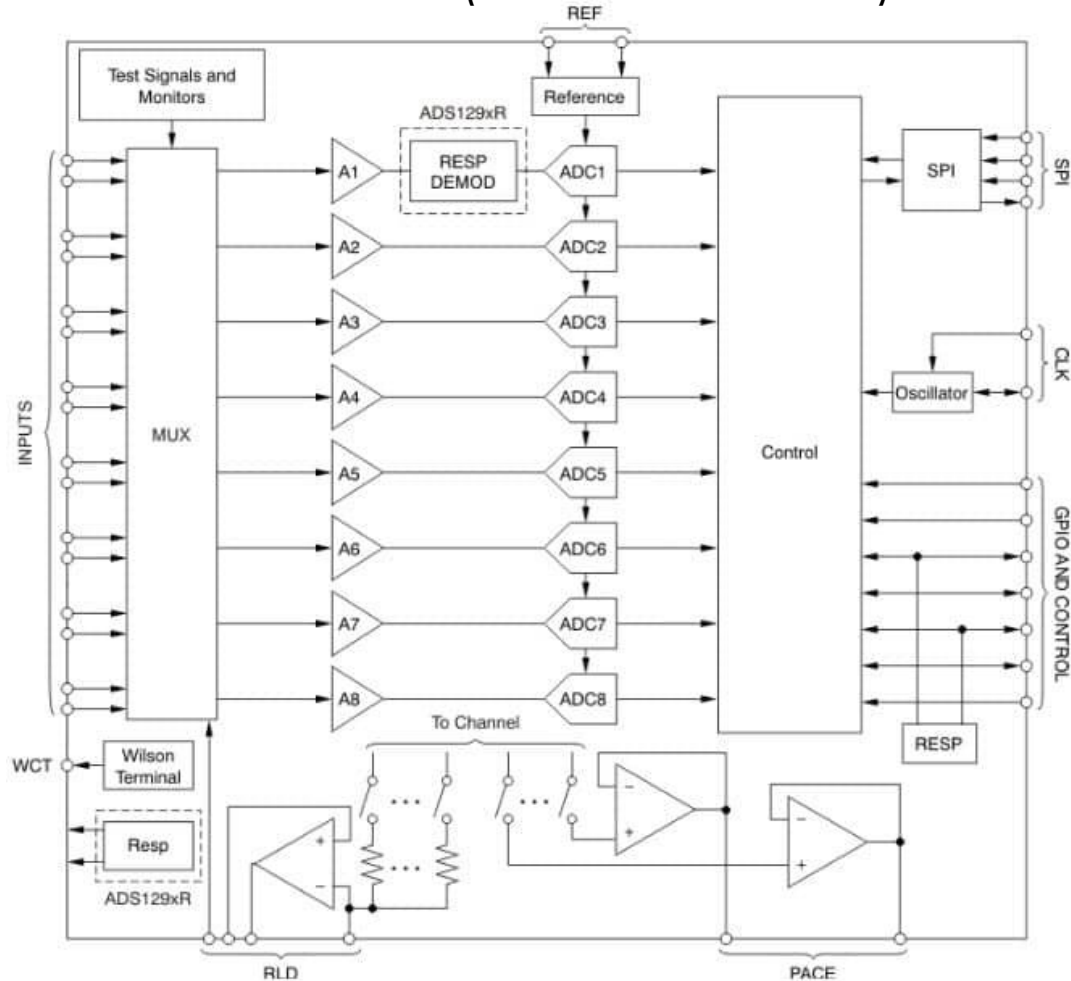 REF
Test Signals and
Monitors
Reference
ADS129xR
RESP
DEMOD
A1
ADC1
SPI
SPI
A2
ADC2
A3
ADC3
CLK
A4
ADC4
Oscillator
INPUTS
MUX
Control
A5
ADC5
A6
ADC6
GPIO AND CONTROL
A7
ADC7
A8
ADC8
To Channel
RESP
WCT
Wilson
Terminal
Resp
ADS129xR
RLD
PACE